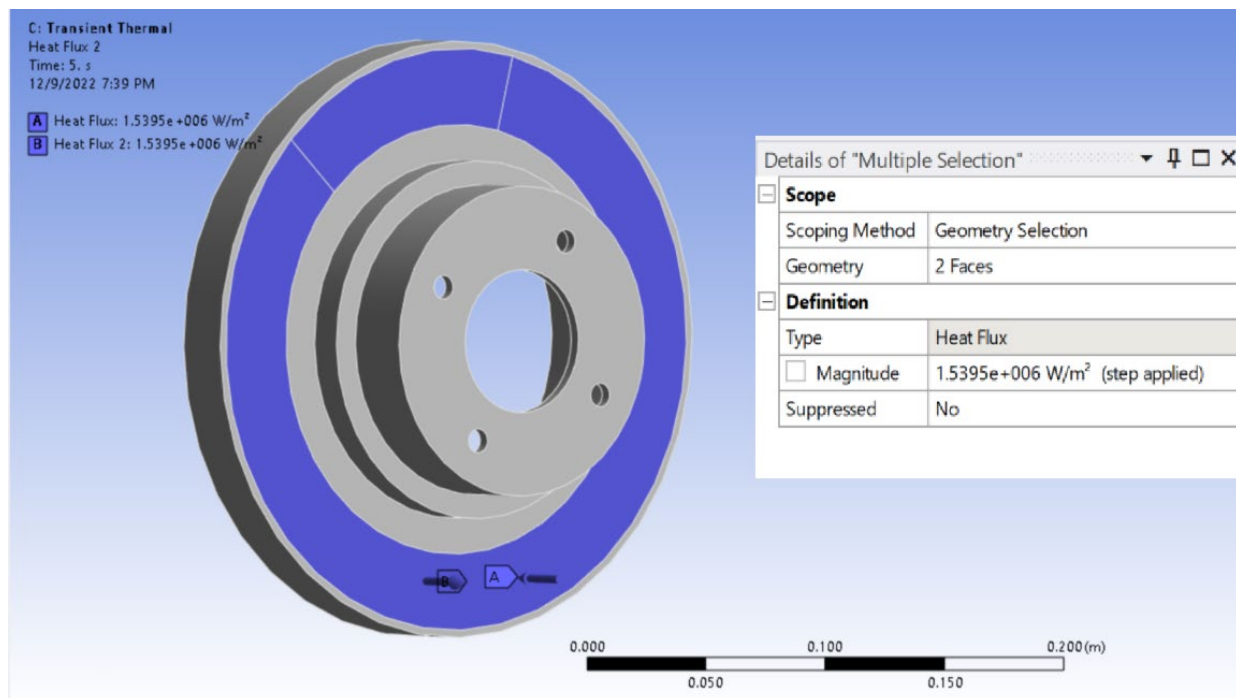 C: Transient Thermal
Heat Flux 2
Time: 5. s
12/9/2022 7:39 PM
A Heat Flux: 1.5395e+006 W/m²
B Heat Flux 2: 1.5395e+006 W/m²
Details of "Multiple Selection"
Scope
Scoping Method Geometry Selection
Geometry 2 Faces
Definition
Type Heat Flux
Magnitude 1.5395e+006 W/m² (step applied)
Suppressed No
B A
0.000 0.100 0.200(m)
0.050 0.150